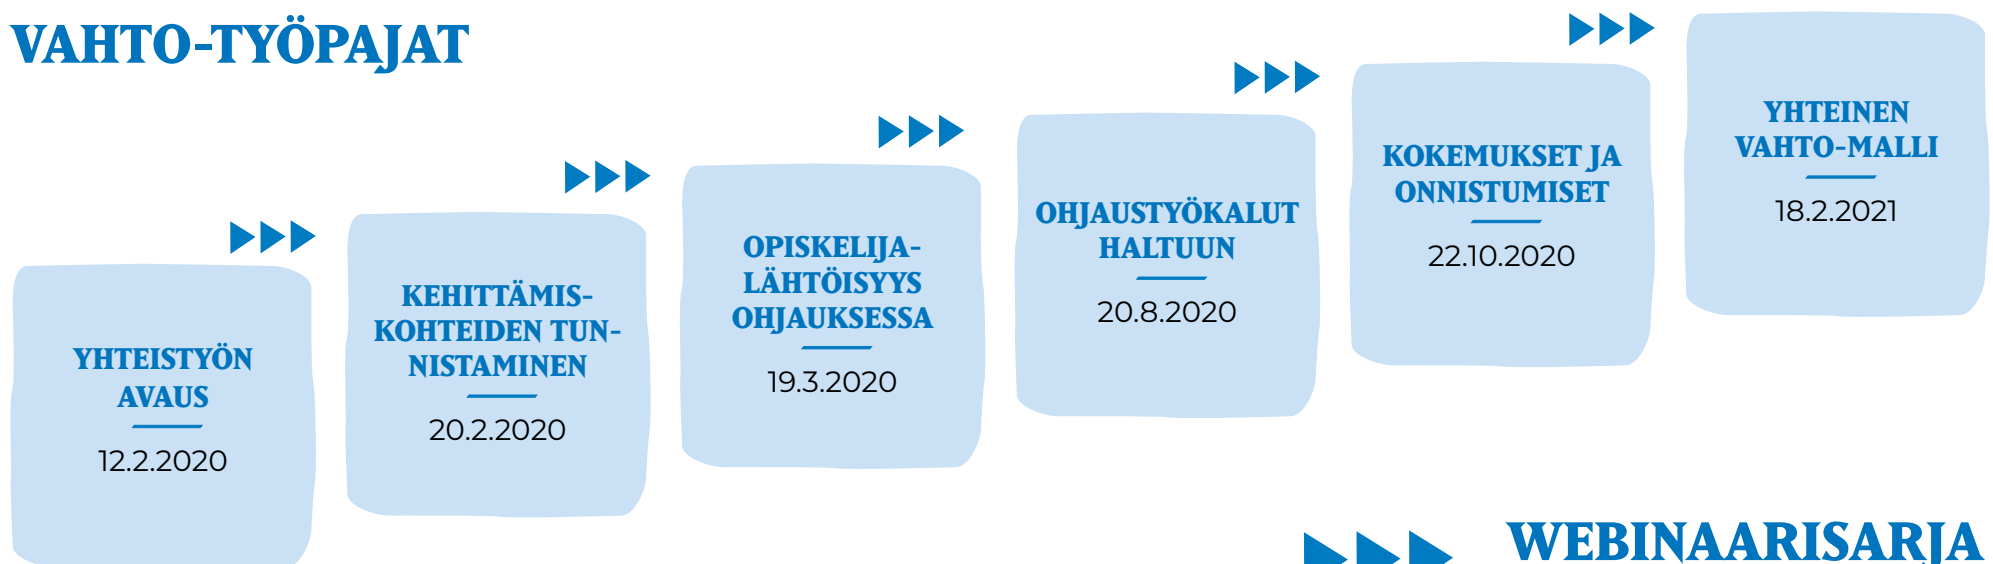 VAHTO-TYÖPAJAT
YHTEISTYÖN
AVAUS
12.2.2020
KEHITTÄMIS-
KOHTEIDEN TUN-
NISTAMINEN
20.2.2020
OPISKELIJA-
LÄHTÖISYYS
OHJAUKSESSA
19.3.2020
OHJAUSTYÖKALUT
HALTUUN
20.8.2020
KOKEMUKSET JA
ONNISTUMISET
22.10.2020
YHTEINEN
VAHTO-MALLI
18.2.2021
WEBINAARISARJA